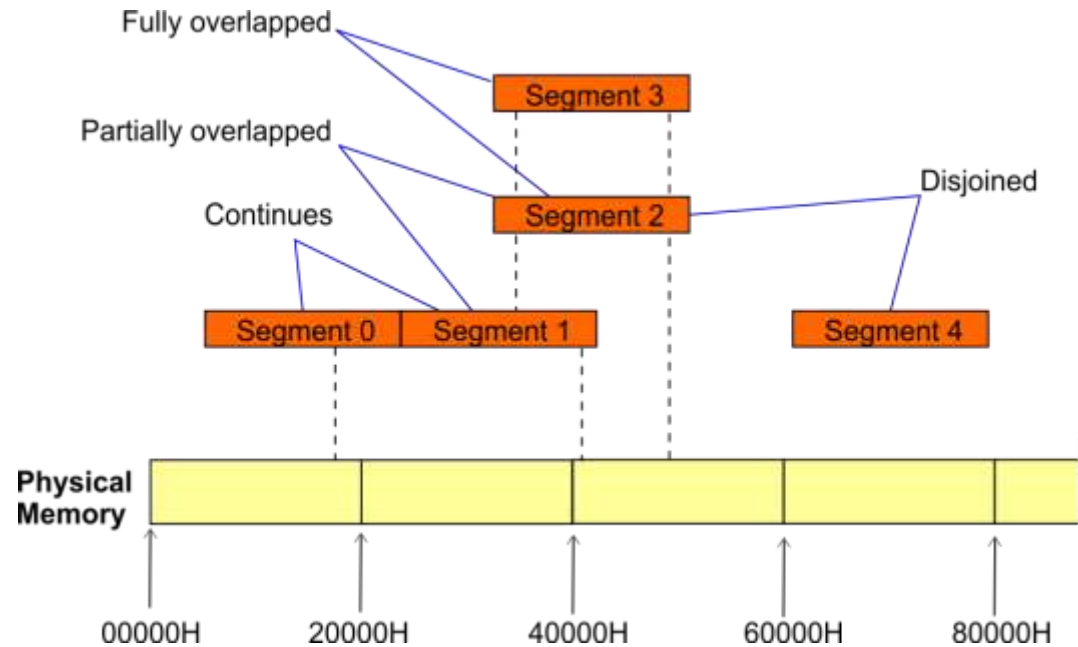 Fully overlapped
Segment 3
Partially overlapped
Disjoined
Continues
Segment 2
Segment 0
Segment 1
Segment 4
Physical
Memory
00000H
20000H
40000H
60000H
80000H